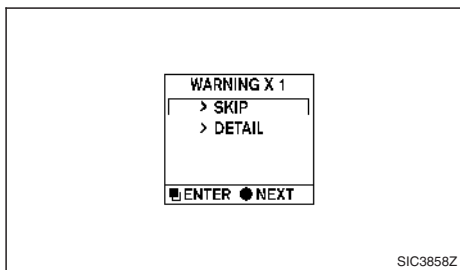 WARNING X 1
> SKIP
> DETAIL
ENTER ● NEXT
SIC3858Z